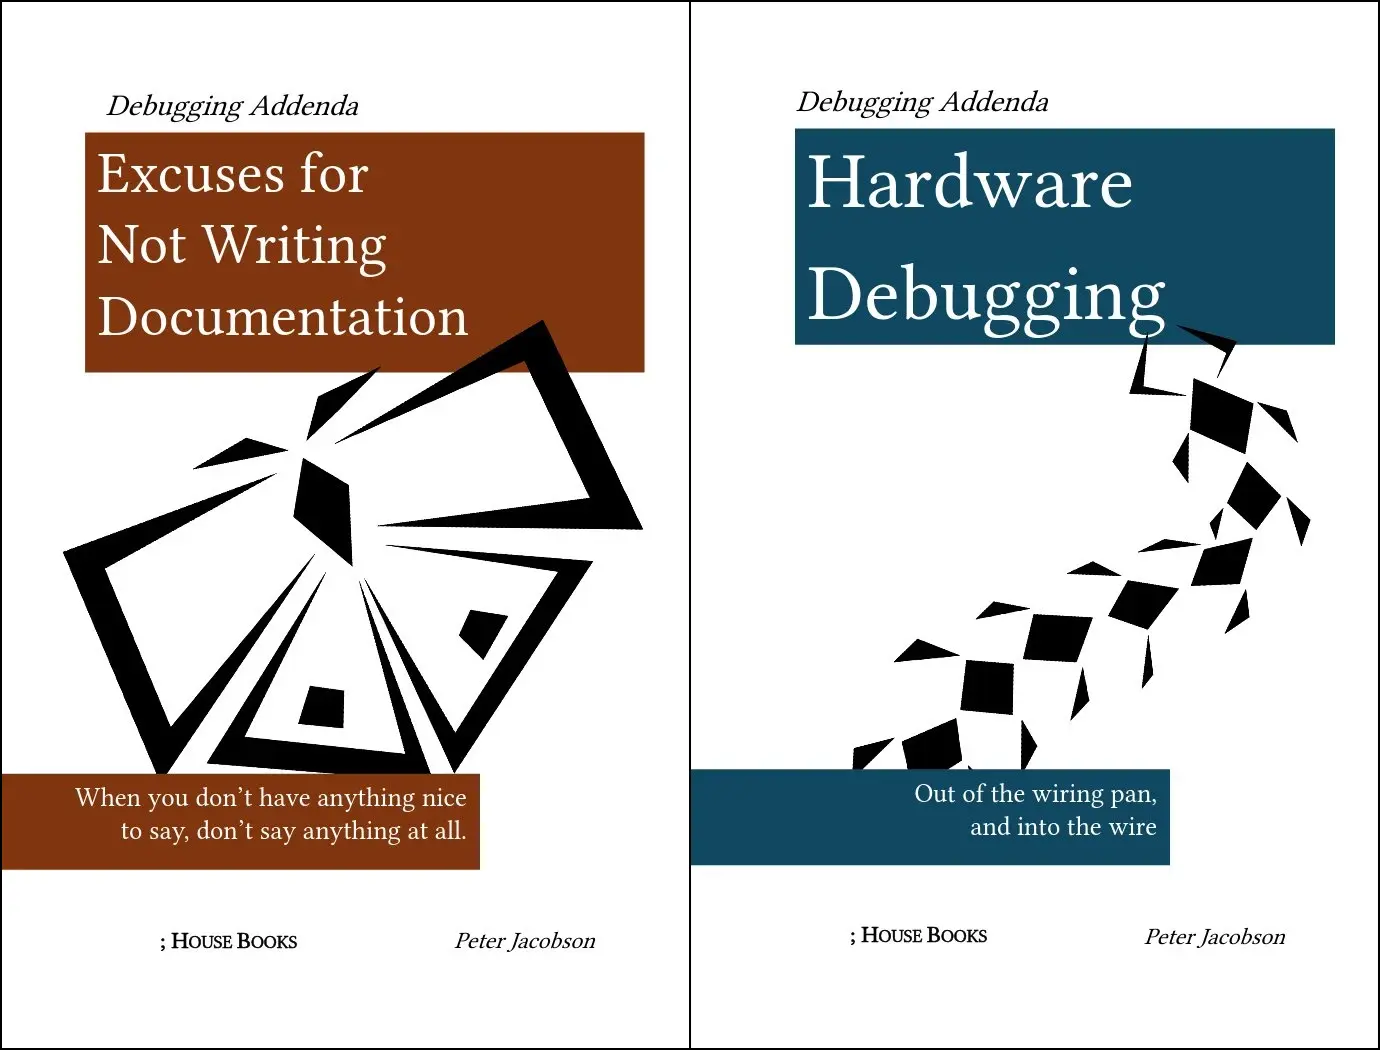 Debugging Addenda
Excuses for
Not Writing
Documentation
When you don’t have anything nice
to say, don’t say anything at all.
; HOUSE BOOKS
Peter Jacobson
Debugging Addenda
Hardware
Debugging
Out of the wiring pan,
and into the wire
; HOUSE BOOKS
Peter Jacobson